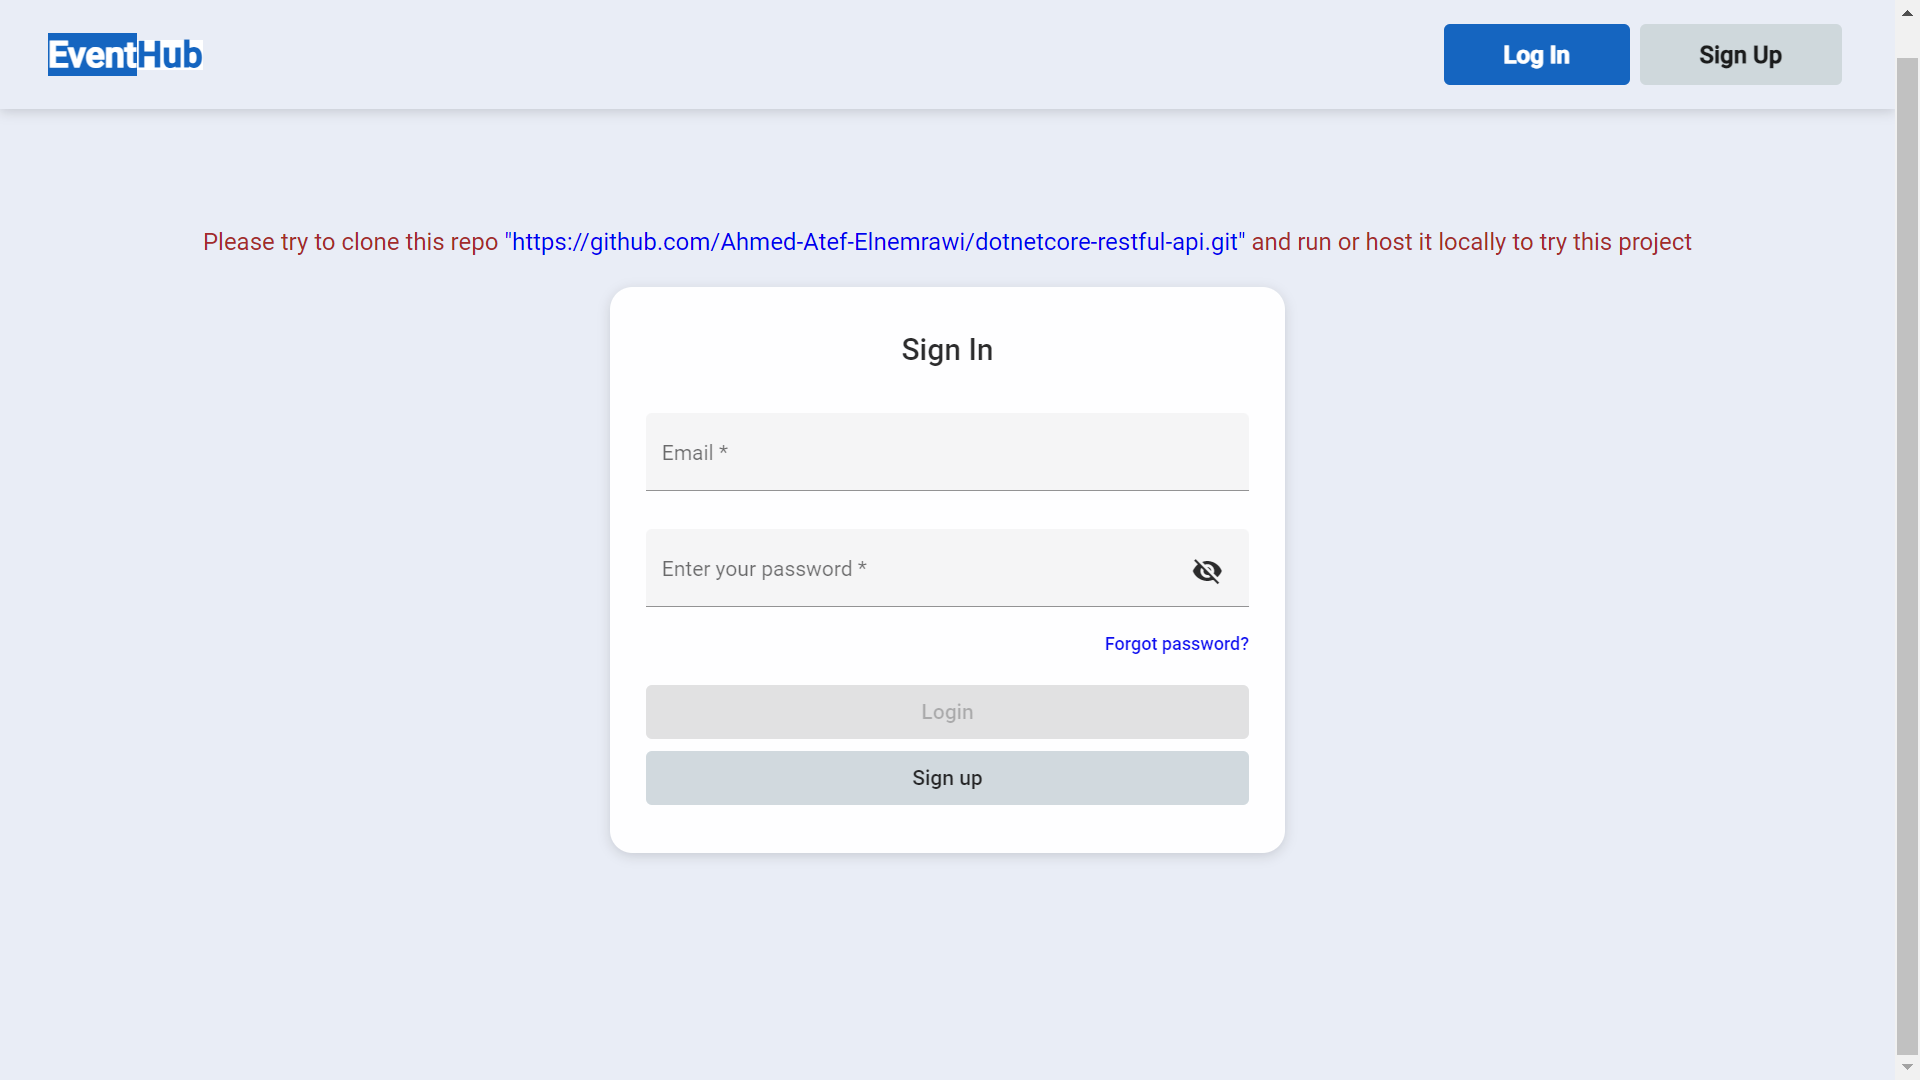 EventHub
Log In
Sign Up
Please try to clone this repo "https://github.com/Ahmed-Atef-Elnemrawi/dotnetcore-restful-api.git" and run or host it locally to try this project
Sign In
Email *
Enter your password *
Forgot password?
Login
Sign up